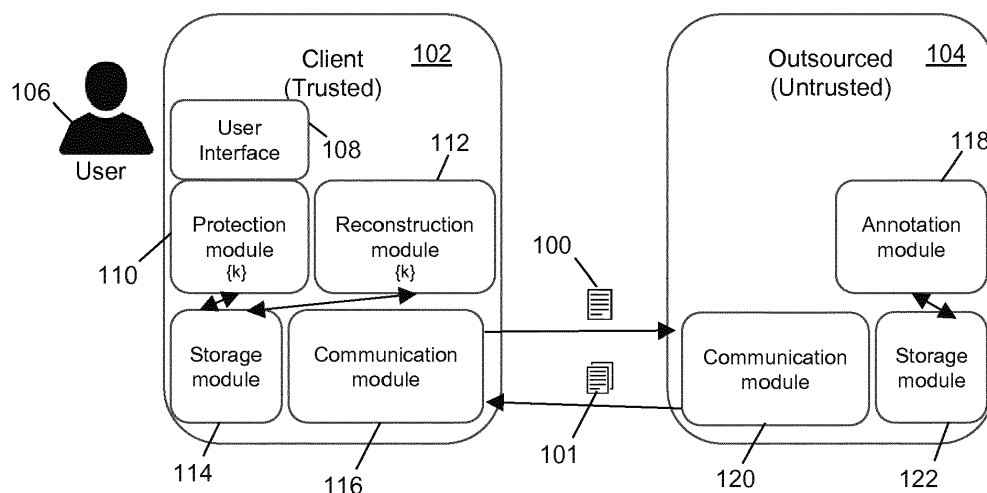 Client 102
(Trusted)
Outsourced 104
(Untrusted)
106
User
User
Interface
108
112
118
Protection
module
{k}
Reconstruction
module
{k}
Annotation
module
110
100
Storage
module
Communication
module
Communication
module
Storage
module
101
114
116
120
122